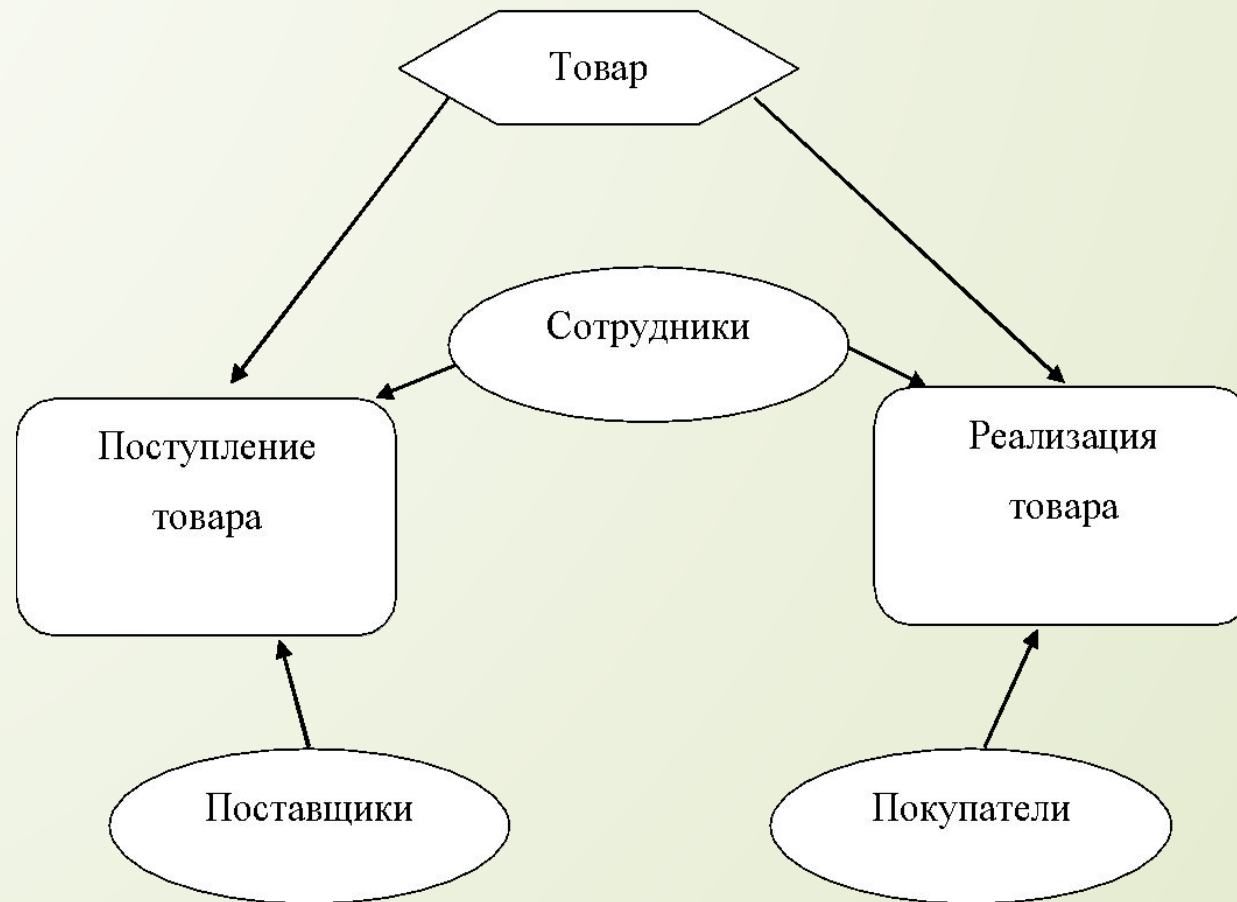 Товар
Сотрудники
Поступление
товара
Реализация
товара
Поставщики
Покупатели